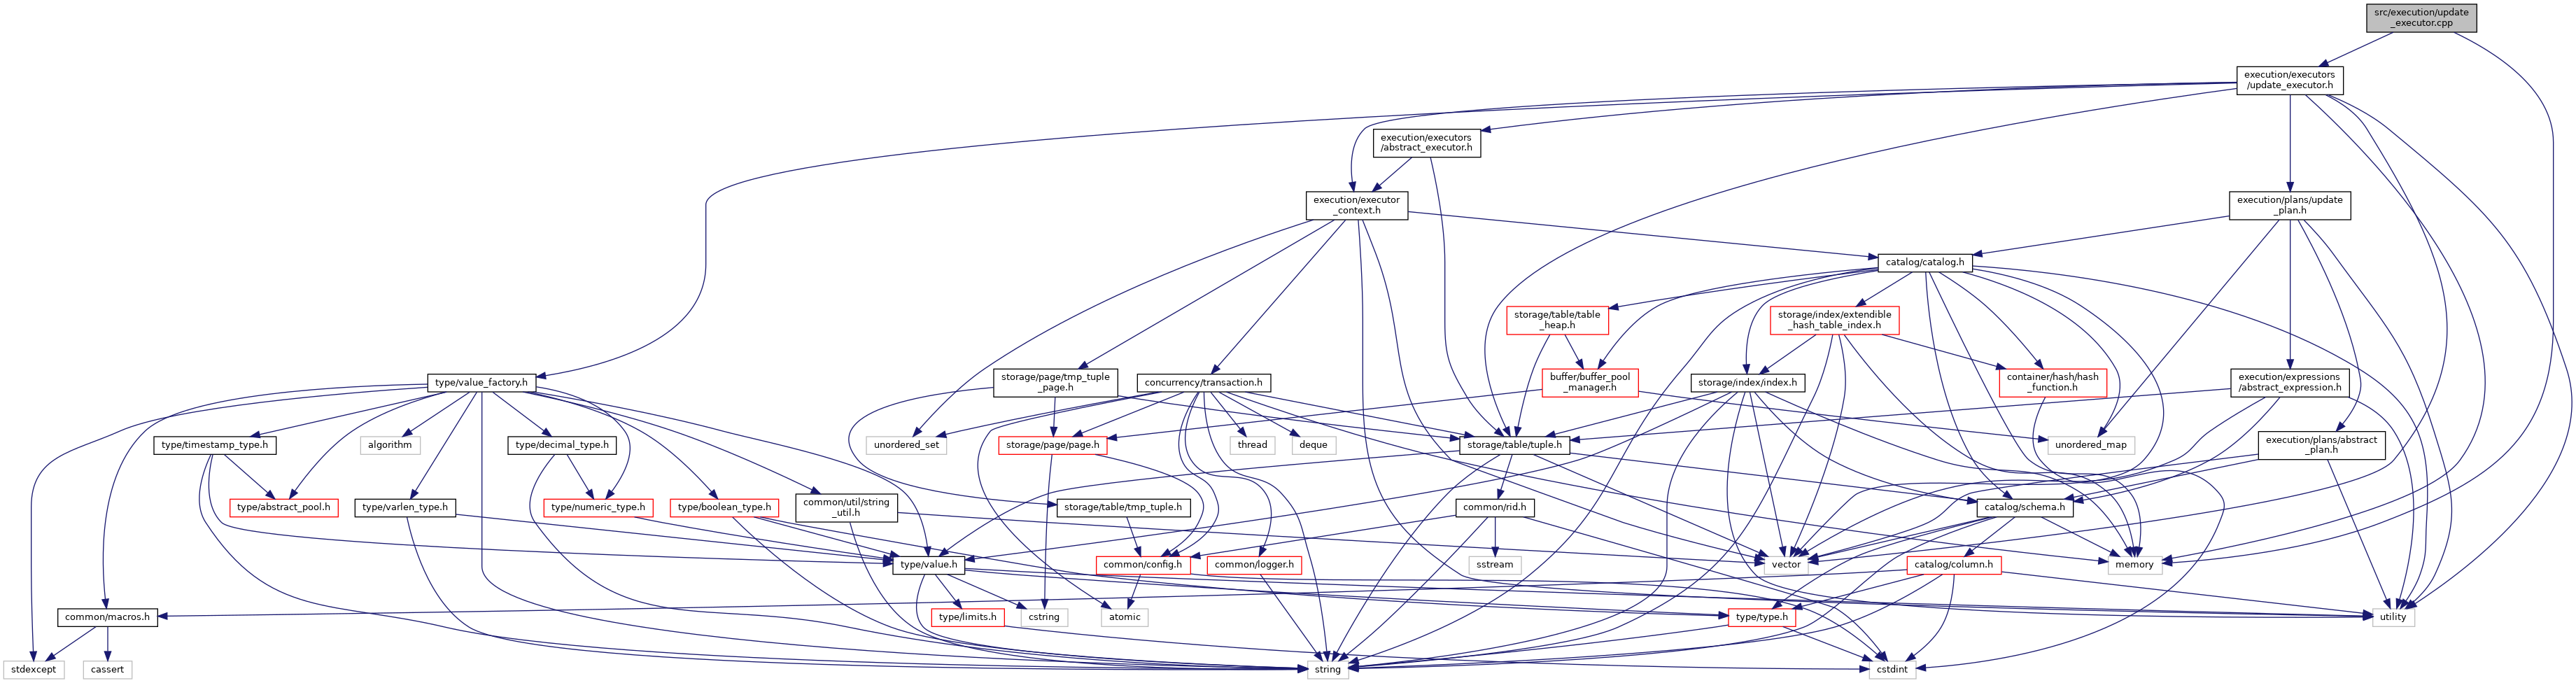 src/execution/update
_executor.cpp
execution/executors
/update_executor.h
execution/executors
/abstract_executor.h
execution/executor
_context.h
execution/plans/update
_plan.h
catalog/catalog.h
storage/table/table
_heap.h
storage/index/extendible
_hash_table_index.h
type/value_factory.h
storage/page/tmp_tuple
_page.h
concurrency/transaction.h
buffer/buffer_pool
_manager.h
storage/index/index.h
container/hash/hash
_function.h
execution/expressions
/abstract_expression.h
type/timestamp_type.h
algorithm
type/decimal_type.h
unordered_set
storage/page/page.h
thread
deque
storage/table/tuple.h
unordered_map
execution/plans/abstract
_plan.h
type/abstract_pool.h
type/varlen_type.h
type/numeric_type.h
type/boolean_type.h
common/util/string
_util.h
storage/table/tmp_tuple.h
common/rid.h
catalog/schema.h
type/value.h
common/config.h
common/logger.h
sstream
vector
catalog/column.h
memory
common/macros.h
type/limits.h
cstring
atomic
type/type.h
utility
stdexcept
cassert
string
cstdint